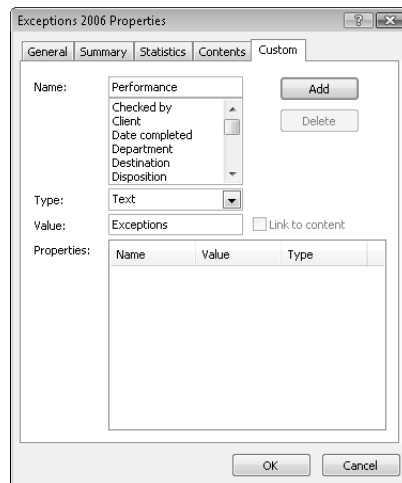 Exceptions 2006 Properties
General Summary Statistics Contents Custom
Name: Performance Add
Checked by
Client
Date completed
Department
Destination
Disposition
Delete
Type: Text
Value: Exceptions Link to content
Properties: Name Value Type
OK Cancel